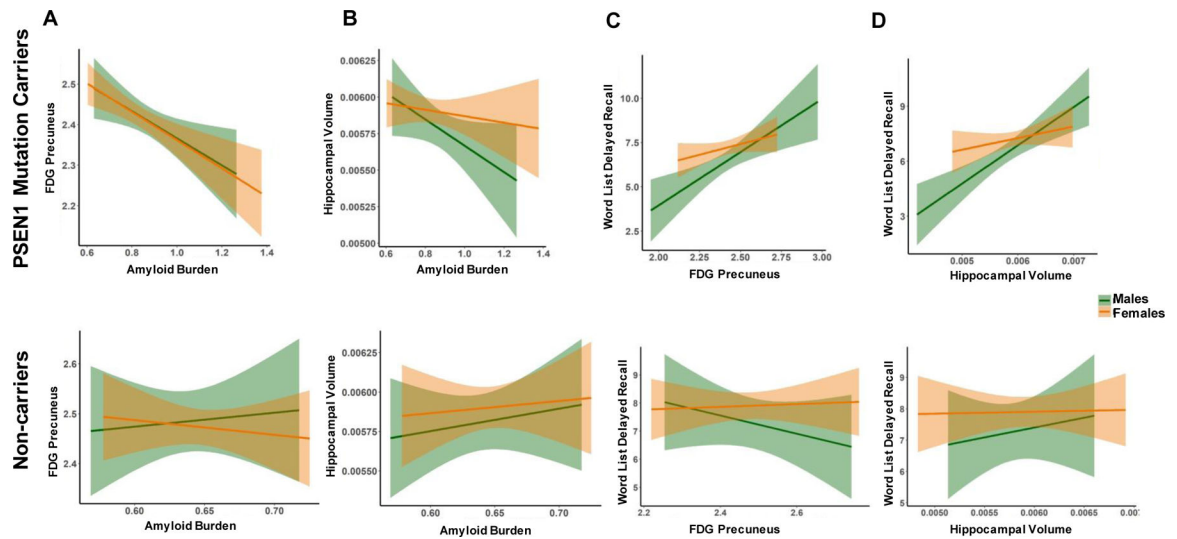 A
B
C
D
PSEN1 Mutation Carriers
FDG Precuneus
2.5
2.4
2.3
2.2
0.6
0.8
1.0
1.2
1.4
Amyloid Burden
Hippocampal Volume
0.00625
0.00600
0.00575
0.00550
0.00525
0.00500
0.6
0.8
1.0
1.2
1.4
Amyloid Burden
Word List Delayed Recall
10.0
7.5
5.0
2.5
2.00
2.25
2.50
2.75
3.00
FDG Precuneus
Word List Delayed Recall
9
6
3
0.005
0.006
0.007
Hippocampal Volume
Males
Females
Non-carriers
FDG Precuneus
2.6
2.5
2.4
0.60
0.65
0.70
Amyloid Burden
Hippocampal Volume
0.00625
0.00600
0.00575
0.00550
0.60
0.65
0.70
Amyloid Burden
Word List Delayed Recall
9
8
7
6
5
2.2
2.4
2.6
FDG Precuneus
Word List Delayed Recall
9
8
7
6
5
0.0050
0.0055
0.0060
0.0065
Hippocampal Volume